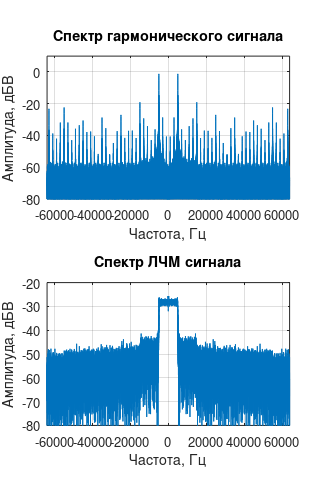 Спектр гармонического сигнала
0
-20
-40
-60
-80
Амплитуда, дБВ
-60000 -40000 -20000 0 20000 40000 60000
Частота, Гц
Спектр ЛЧМ сигнала
-20
-30
-40
-50
-60
-70
-80
Амплитуда, дБВ
-60000 -40000 -20000 0 20000 40000 60000
Частота, Гц